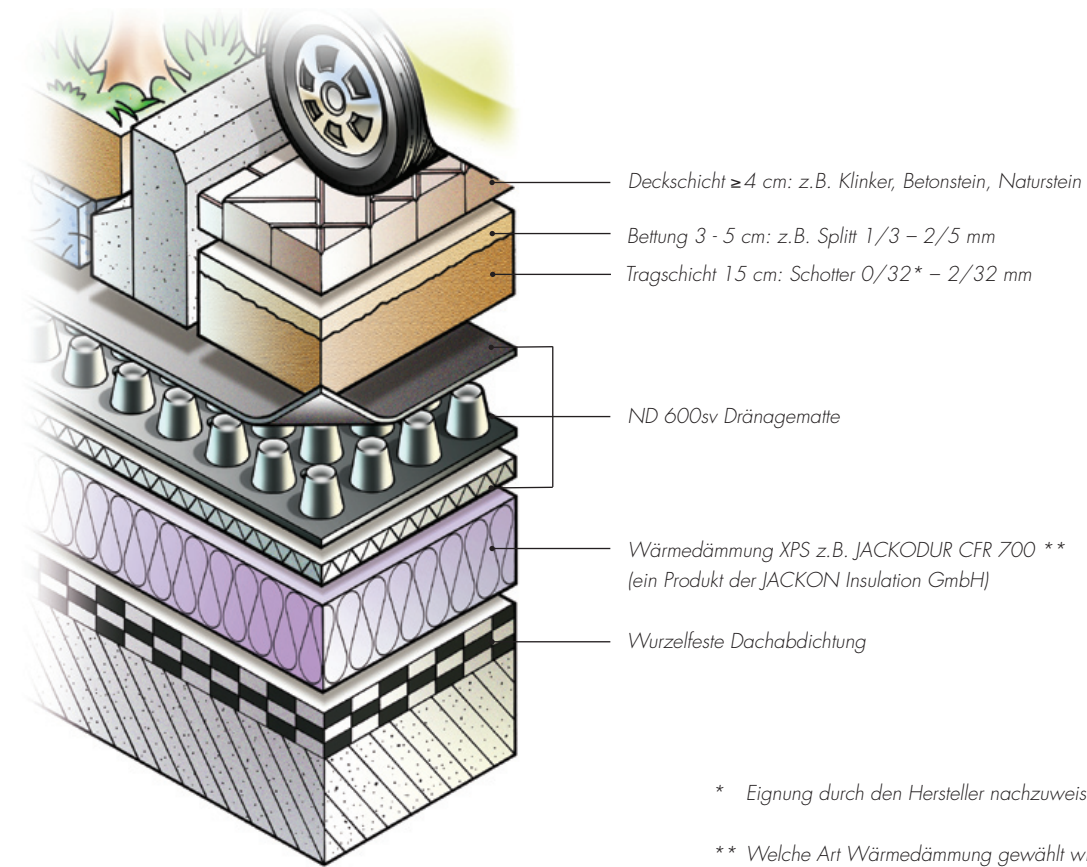 Deckschicht ≥4 cm: z.B. Klinker, Betonstein, Naturstein
Bettung 3 - 5 cm: z.B. Splitt 1/3 – 2/5 mm
Tragschicht 15 cm: Schotter 0/32* – 2/32 mm
ND 600sv Dränagematte
Wärmedämmung XPS z.B. JACKODUR CFR 700 **
(ein Produkt der JACKON Insulation GmbH)
Wurzelfeste Dachabdichtung
* Eignung durch den Hersteller nachzuweis
** Welche Art Wärmedämmung gewählt w